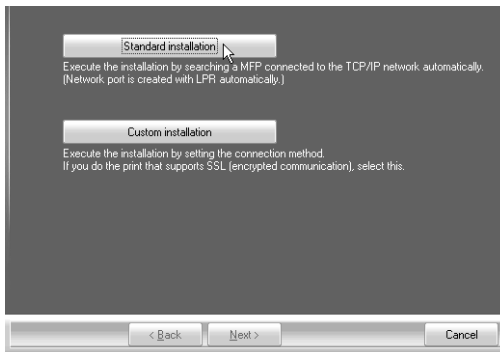 Standard installation
Execute the installation by searching a MFP connected to the TCP/IP network automatically.
(Network port is created with LPR automatically.)
Custom installation
Execute the installation by setting the connection method.
If you do the print that supports SSL (encrypted communication), select this.
< Back
Next >
Cancel